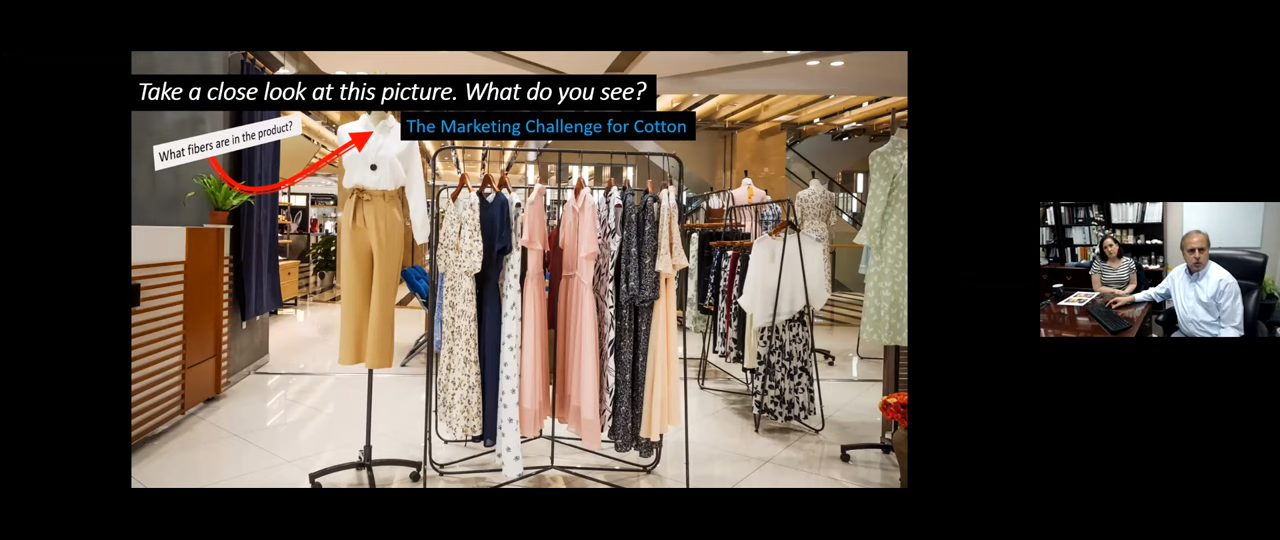 Take a close look at this picture. What do you see?
The Marketing Challenge for Cotton
What fibers are in the product?